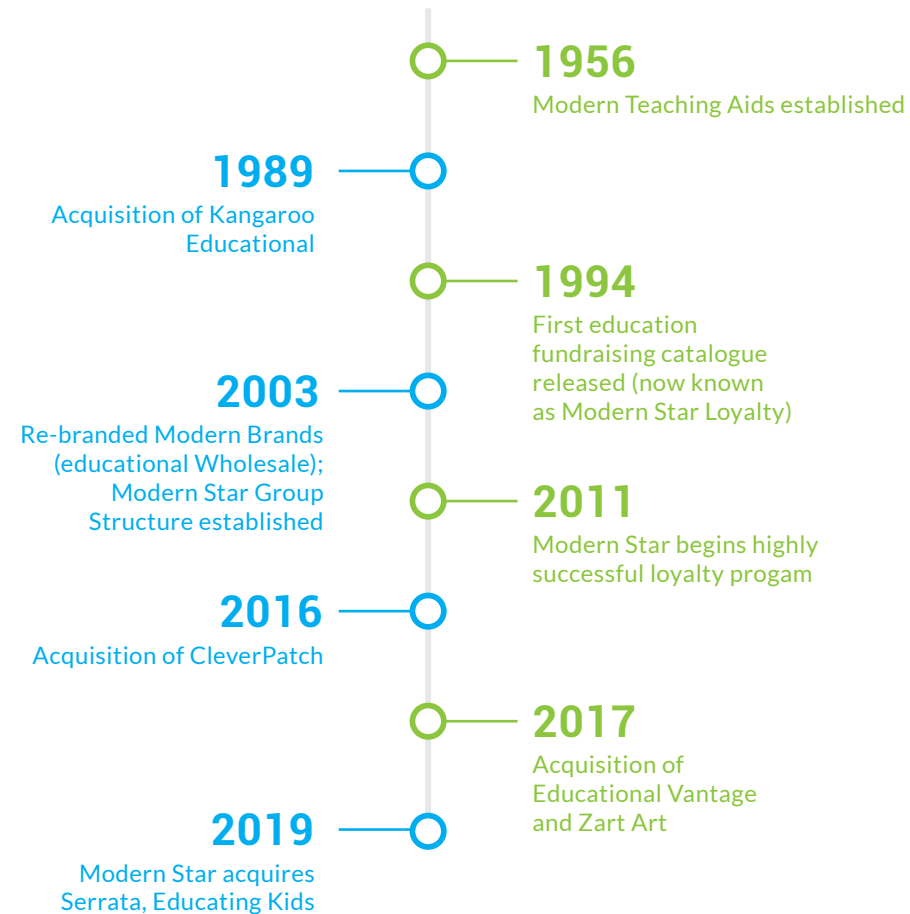 1956
Modern Teaching Aids established
1989
Acquisition of Kangaroo
Educational
1994
First education
fundraising catalogue
released (now known
as Modern Star Loyalty)
2003
Re-branded Modern Brands
(educational Wholesale);
Modern Star Group
Structure established
2011
Modern Star begins highly
successful loyalty progam
2016
Acquisition of CleverPatch
2017
Acquisition of
Educational Vantage
and Zart Art
2019
Modern Star acquires
Serrata, Educating Kids